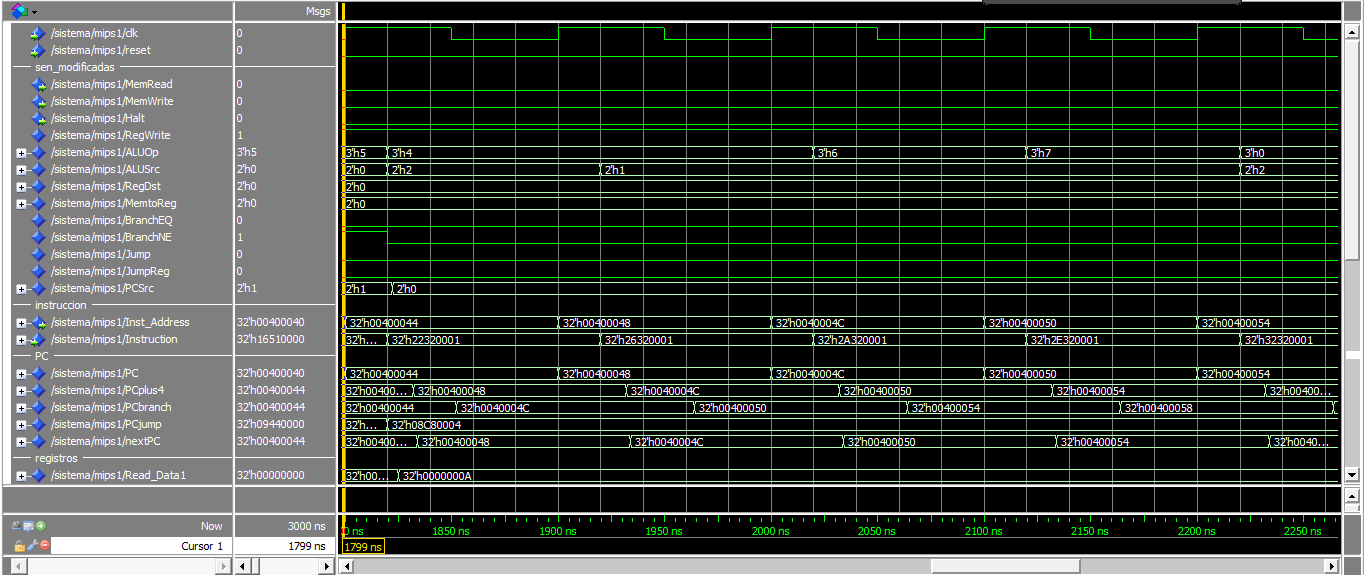 Msgs
/sistema/mips1/clk 0
/sistema/mips1/reset 0
sen_modificadas
/sistema/mips1/MemRead 0
/sistema/mips1/MemWrite 0
/sistema/mips1/Halt 0
/sistema/mips1/RegWrite 1
/sistema/mips1/ALUOp 3'h5 3'h5 3'h4 3'h6 3'h7 3'h0
/sistema/mips1/ALUSrc 2'h0 2'h0 2'h2 2'h1 2'h2
/sistema/mips1/RegDst 2'h0 2'h0
/sistema/mips1/MemtoReg 2'h0 2'h0
/sistema/mips1/BranchEQ 0
/sistema/mips1/BranchNE 1
/sistema/mips1/Jump 0
/sistema/mips1/JumpReg 0
/sistema/mips1/PCSrc 2'h1 2'h1 2'h0
instruccion
/sistema/mips1/Inst_Address 32'h00400040 32'h00400044 32'h00400048 32'h0040004C 32'h00400050 32'h00400054
/sistema/mips1/Instruction 32'h16510000 32'h... 32'h22320001 32'h26320001 32'h2A320001 32'h2E320001 32'h32320001
PC
/sistema/mips1/PC 32'h00400040 32'h00400044 32'h00400048 32'h0040004C 32'h00400050 32'h00400054
/sistema/mips1/PCplus4 32'h00400044 32'h00400... 32'h00400048 32'h0040004C 32'h00400050 32'h00400054 32'h00400...
/sistema/mips1/PCbranch 32'h00400044 32'h00400044 32'h0040004C 32'h00400050 32'h00400054 32'h00400058
/sistema/mips1/PCjump 32'h09440000 32'h... 32'h08C80004
/sistema/mips1/nextPC 32'h00400044 32'h00400... 32'h00400048 32'h0040004C 32'h00400050 32'h00400054 32'h0040...
registros
/sistema/mips1/Read_Data1 32'h00000000 32'h00... 32'h0000000A
Now 3000 ns 0 ns 1850 ns 1900 ns 1950 ns 2000 ns 2050 ns 2100 ns 2150 ns 2200 ns 2250 ns
Cursor 1 1799 ns 1799 ns